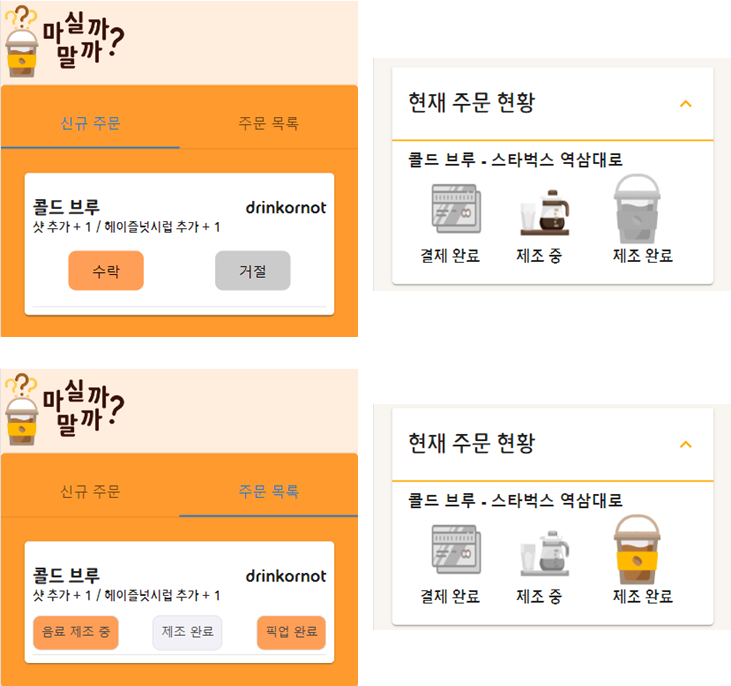 마실까
말까?
신규 주문 주문 목록
콜드 브루 drinkornot
샷 추가 + 1 / 헤이즐넛시럽 추가 + 1
수락 거절
현재 주문 현황
콜드 브루 - 스타벅스 역삼대로
결제 완료 제조 중 제조 완료
마실까
말까?
신규 주문 주문 목록
콜드 브루 drinkornot
샷 추가 + 1 / 헤이즐넛시럽 추가 + 1
음료 제조 중 제조 완료 픽업 완료
현재 주문 현황
콜드 브루 - 스타벅스 역삼대로
결제 완료 제조 중 제조 완료